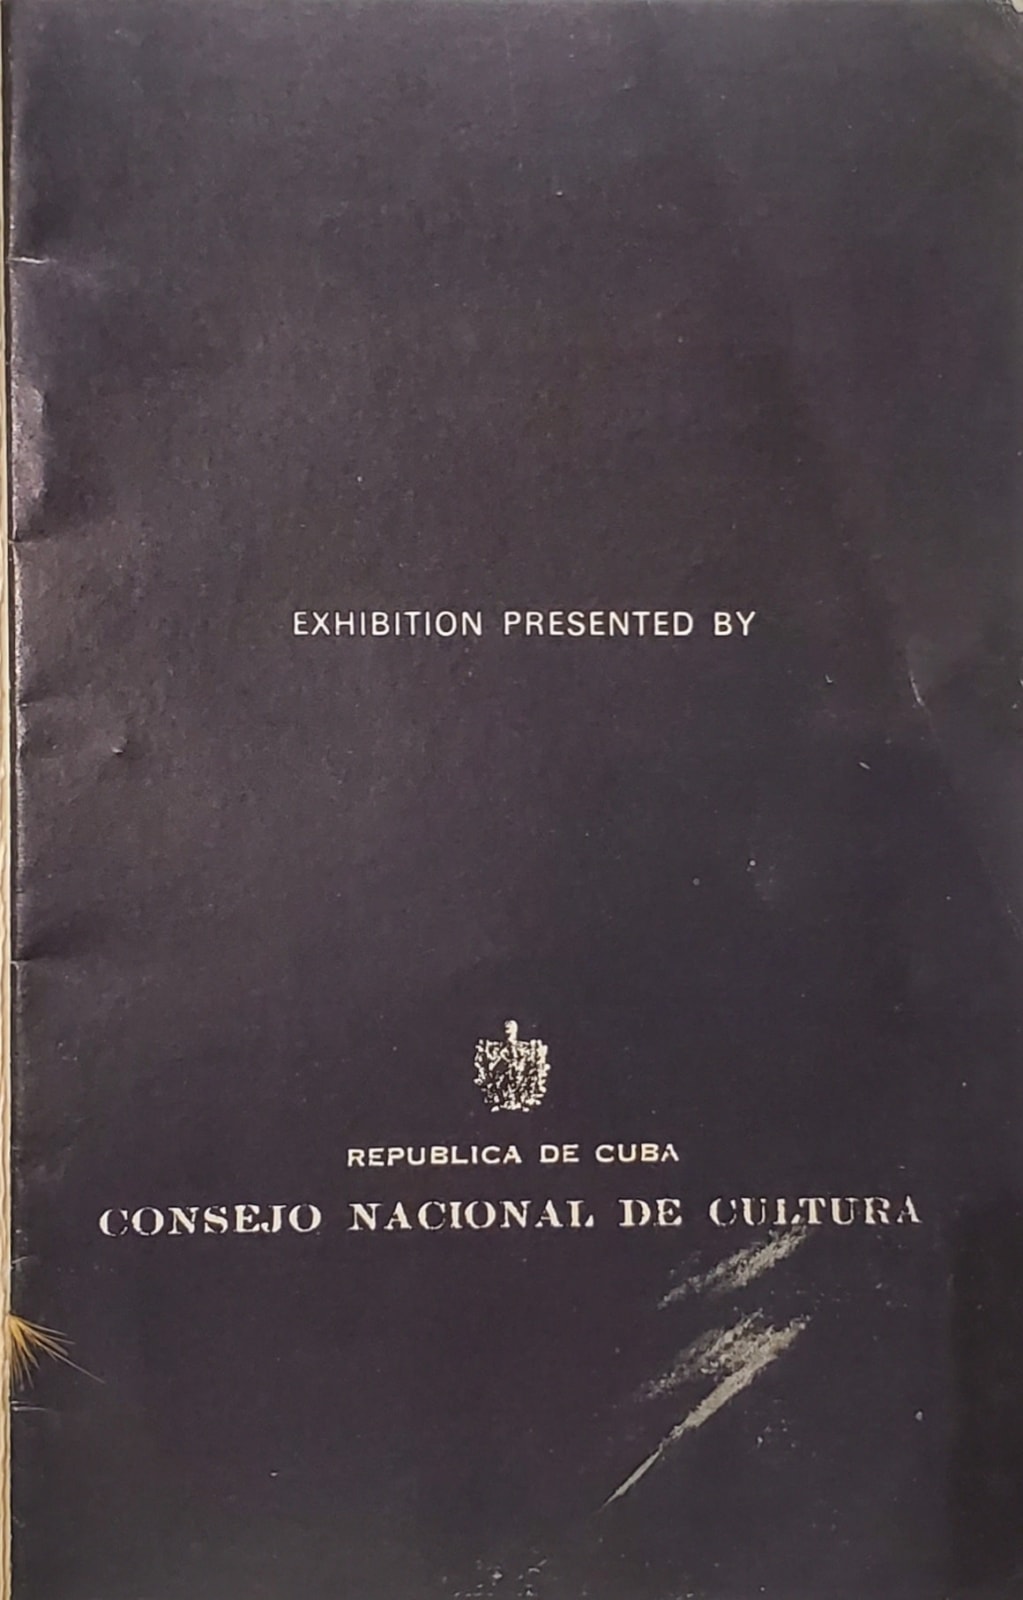 EXHIBITION PRESENTED BY
REPUBLICA DE CUBA
CONSEJO NACIONAL DE CULTURA